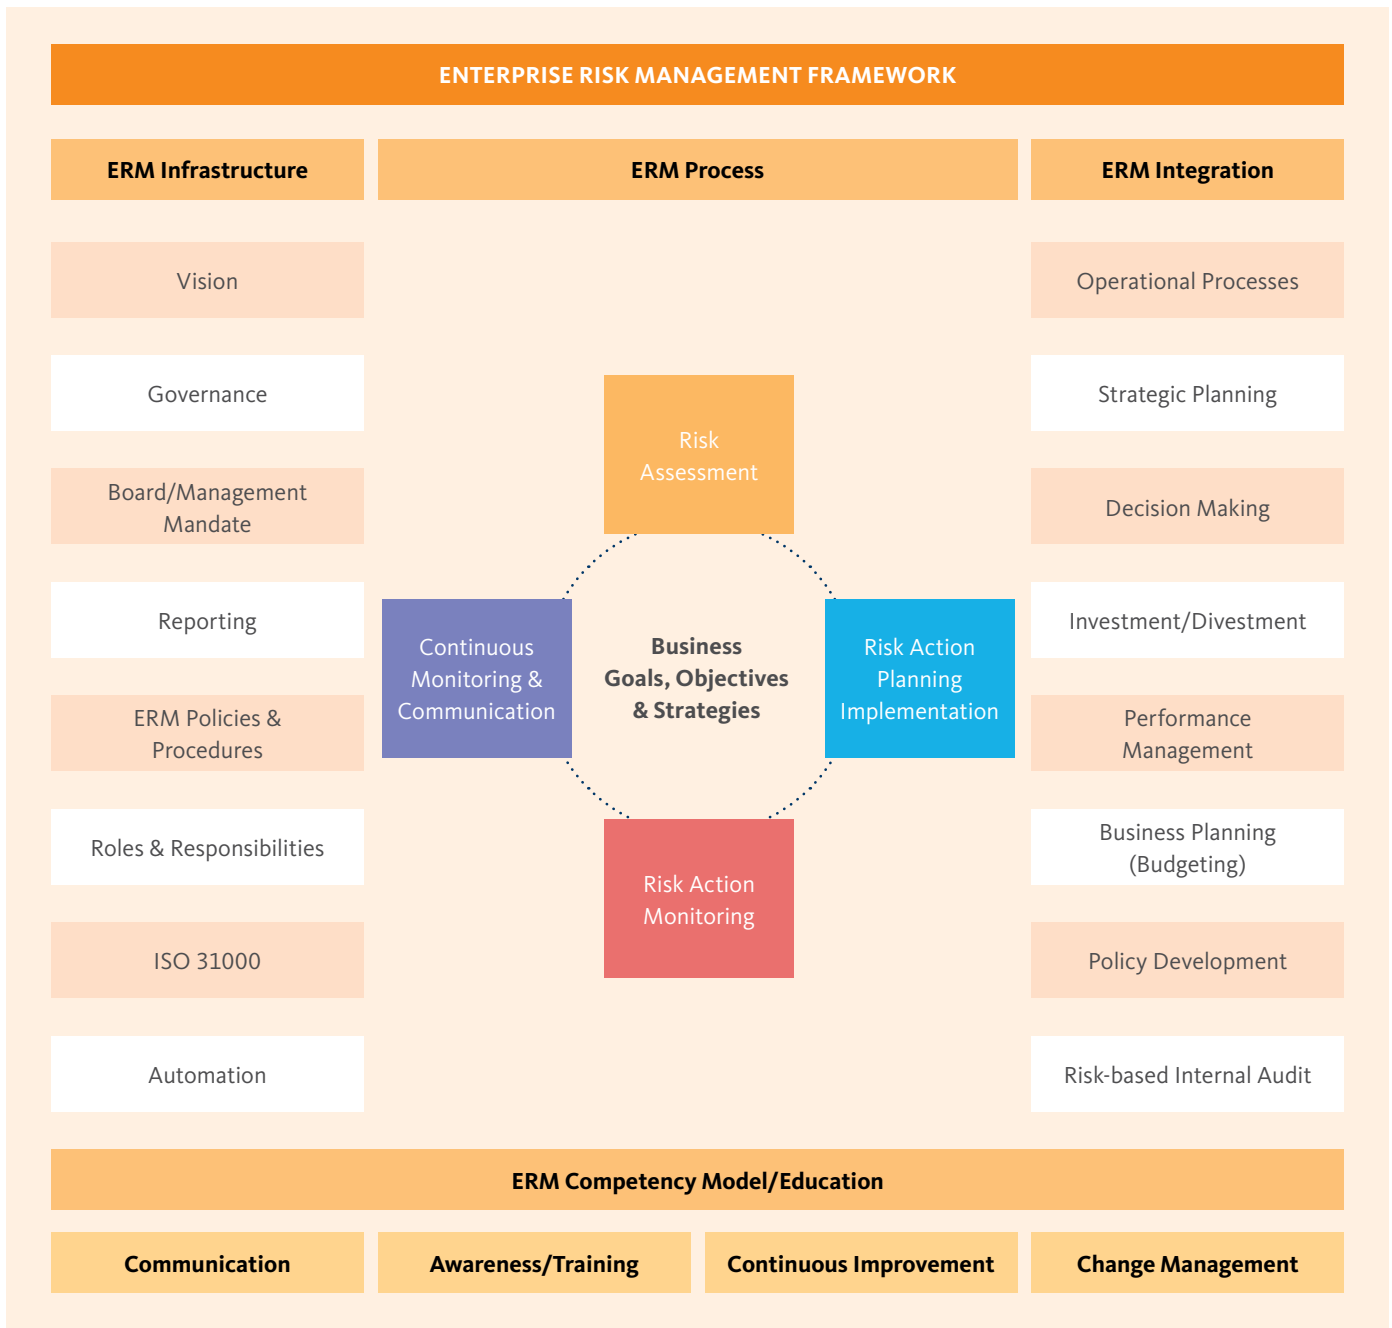 ENTERPRISE RISK MANAGEMENT FRAMEWORK
ERM Infrastructure
ERM Process
ERM Integration
Vision
Governance
Board/Management
Mandate
Reporting
ERM Policies &
Procedures
Roles & Responsibilities
ISO 31000
Automation
Risk
Assessment
Continuous
Monitoring &
Communication
Business
Goals, Objectives
& Strategies
Risk Action
Planning
Implementation
Risk Action
Monitoring
Operational Processes
Strategic Planning
Decision Making
Investment/Divestment
Performance
Management
Business Planning
(Budgeting)
Policy Development
Risk-based Internal Audit
ERM Competency Model/Education
Communication
Awareness/Training
Continuous Improvement
Change Management